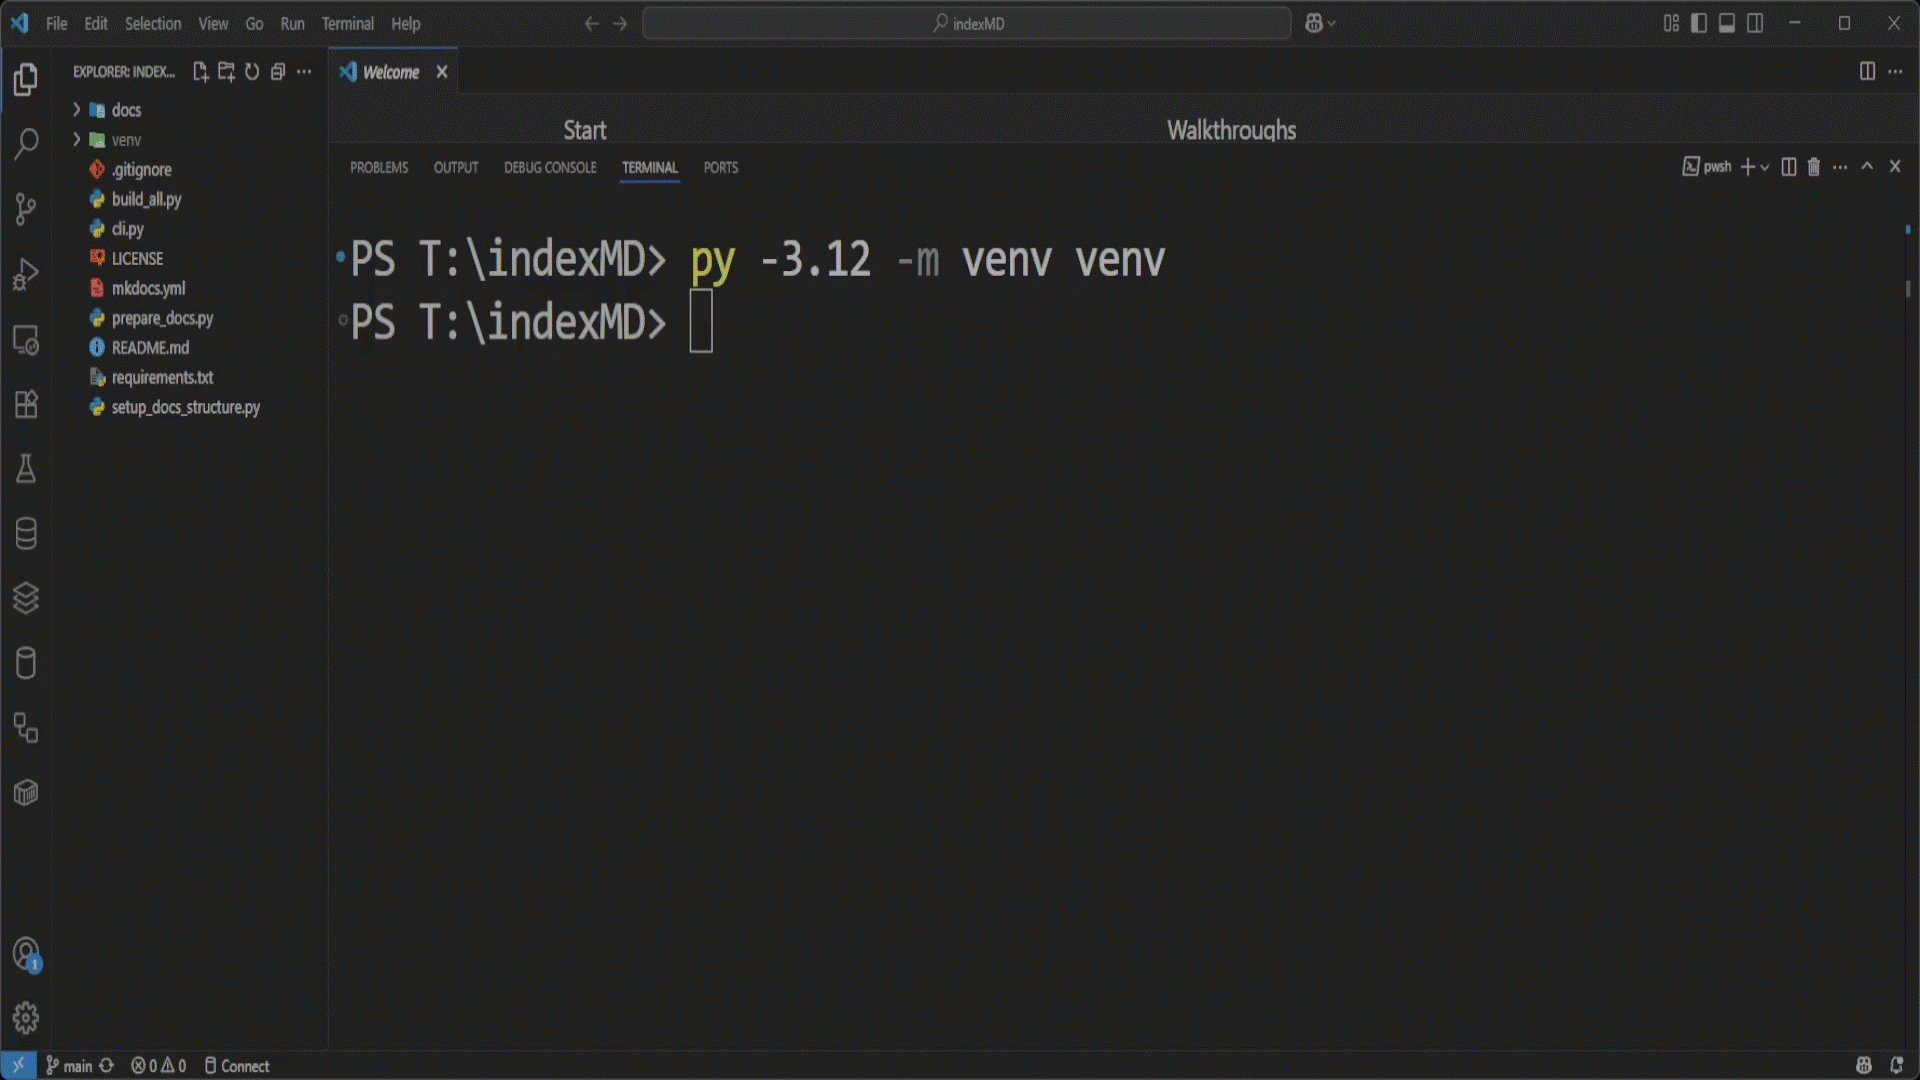 File Edit Selection View Go Run Terminal Help
indexMD
EXPLORER: INDEX...
Welcome
docs
venv
.gitignore
build_all.py
cli.py
LICENSE
mkdocs.yml
prepare_docs.py
README.md
requirements.txt
setup_docs_structure.py
Start
Walkthroughs
PROBLEMS OUTPUT DEBUG CONSOLE TERMINAL PORTS
pwsh
PS T:\indexMD> py -3.12 -m venv venv
PS T:\indexMD>
1
main 0 0 Connect